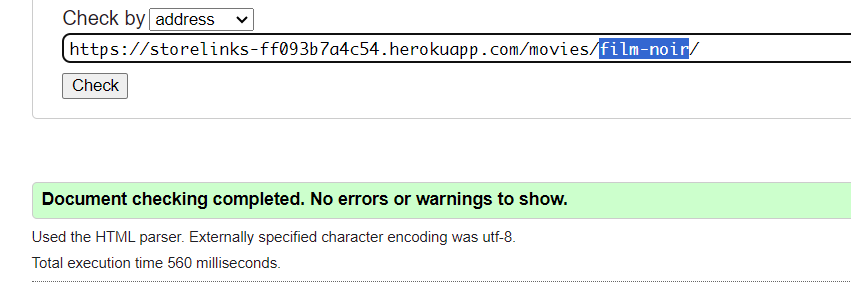 Check by address
https://storelinks-ff093b7a4c54.herokuapp.com/movies/film-noir/
Check
Document checking completed. No errors or warnings to show.
Used the HTML parser. Externally specified character encoding was utf-8.
Total execution time 560 milliseconds.